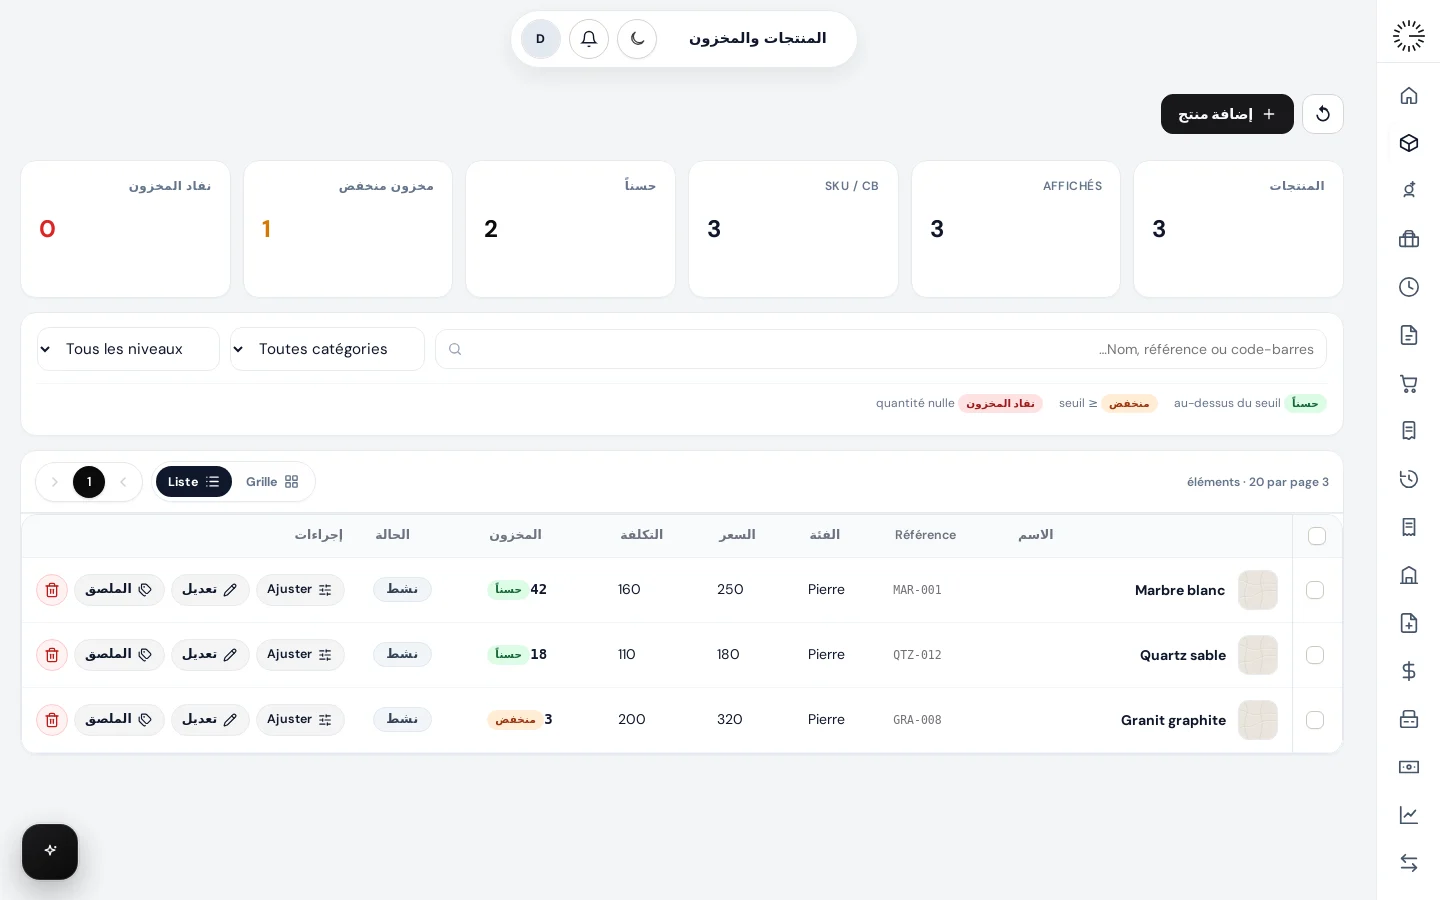 المنتجات والمخزون
D
إضافة منتج
المنتجات
3
AFFICHÉS
3
SKU / CB
3
حسناً
2
مخزون منخفض
1
نفاد المخزون
0
Nom, référence ou code-barres...
Toutes catégories
Tous les niveaux
حسناً au-dessus du seuil
منخفض seuil ≥
نفاد المخزون quantité nulle
éléments · 20 par page 3
Grille
Liste
1
الاسم Référence الفئة السعر التكلفة المخزون الحالة إجراءات
Marbre blanc MAR-001 Pierre 250 160 42 حسناً نشط Ajuster تعديل الملصق
Quartz sable QTZ-012 Pierre 180 110 18 حسناً نشط Ajuster تعديل الملصق
Granit graphite GRA-008 Pierre 320 200 3 منخفض نشط Ajuster تعديل الملصق